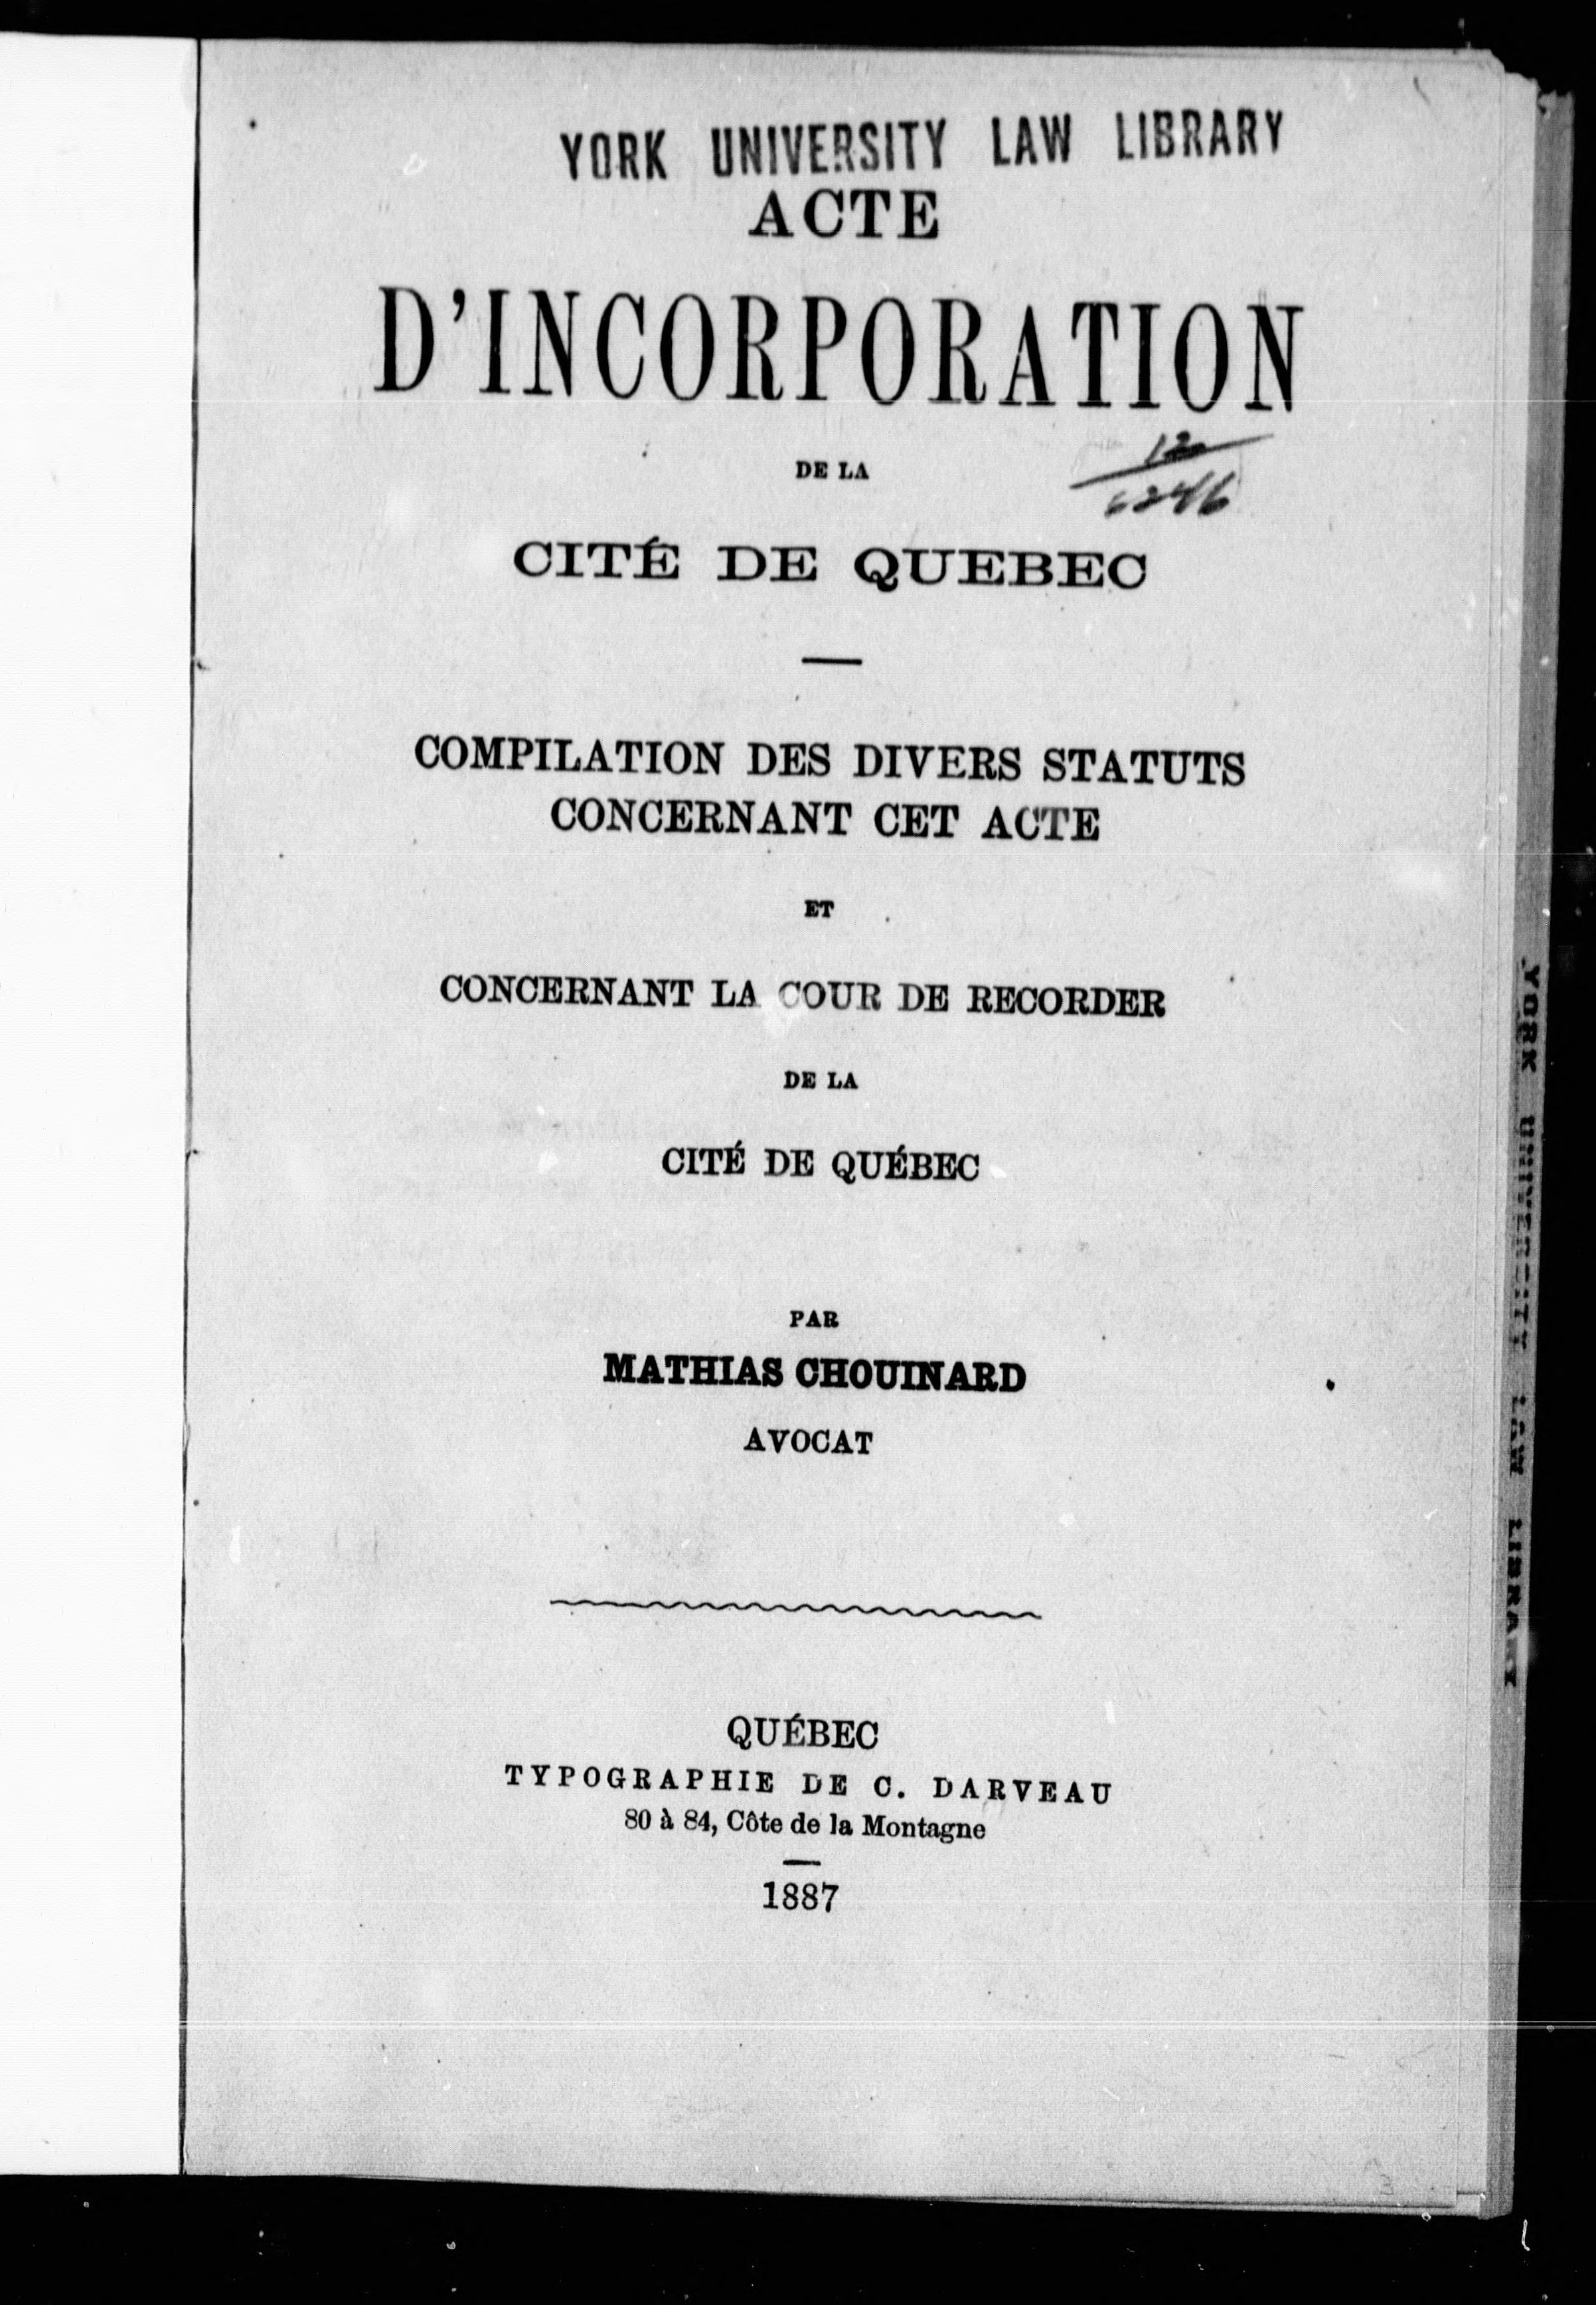 YORK UNIVERSITY LAW LIBRARY
ACTE
D'INCORPORATION
DE LA
12
6246
CITÉ DE QUEBEC
COMPILATION DES DIVERS STATUTS
CONCERNANT CET ACTE
ET
CONCERNANT LA COUR DE RECORDER
DE LA
CITÉ DE QUÉBEC
PAR
MATHIAS CHOUINARD
AVOCAT
QUÉBEC
TYPOGRAPHIE DE C. DARVEAU
80 à 84, Côte de la Montagne
1887
YORK UNIVERSITY LAW LIBRARY